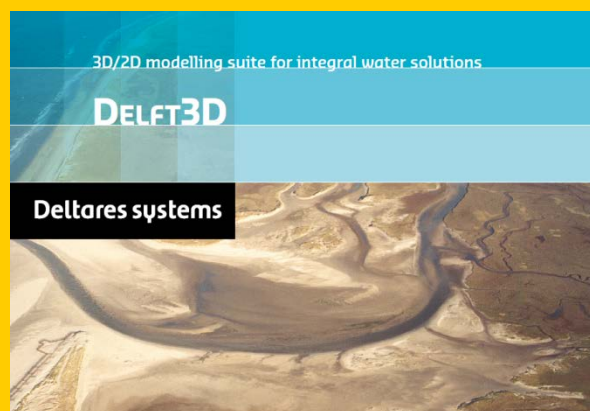 3D/2D modelling suite for integral water solutions
DELFT3D
Deltares systems